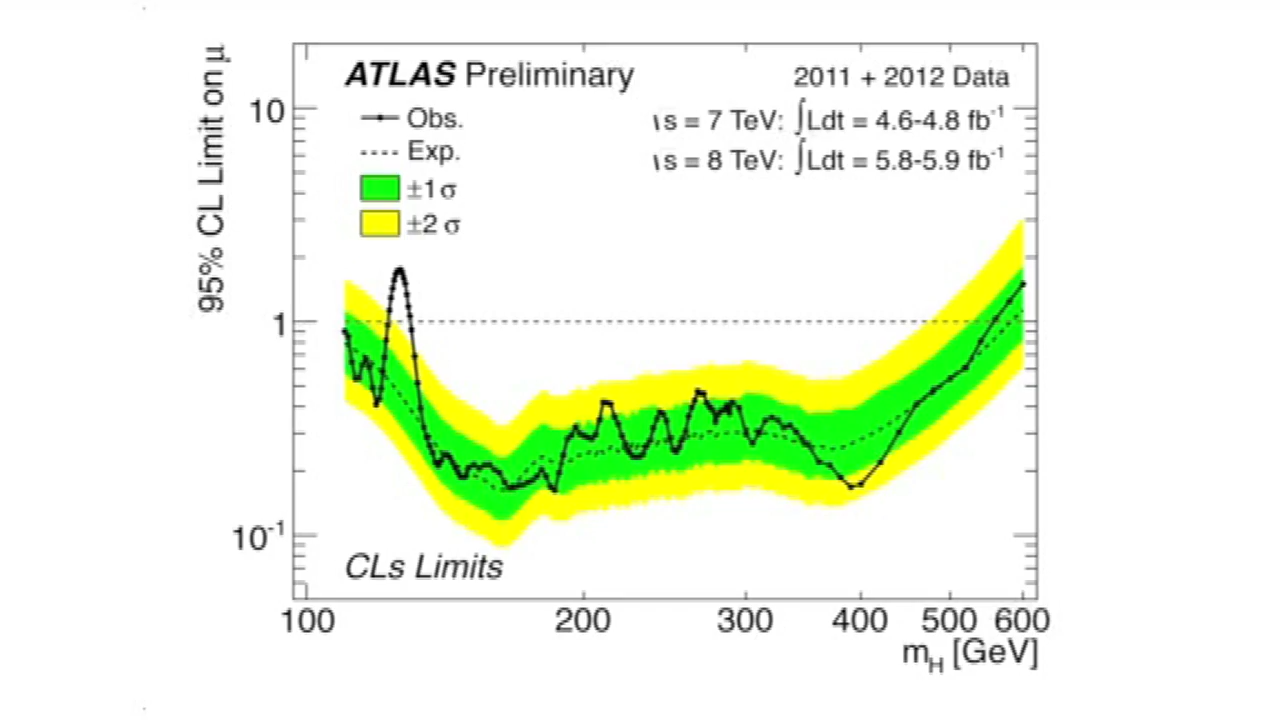 ATLAS Preliminary
2011 + 2012 Data
Obs.
Exp.
±1 σ
±2 σ
√s = 7 TeV: ∫Ldt = 4.6-4.8 fb⁻¹
√s = 8 TeV: ∫Ldt = 5.8-5.9 fb⁻¹
95% CL Limit on μ
10
1
10⁻¹
CLs Limits
100 200 300 400 500 600
m_H [GeV]